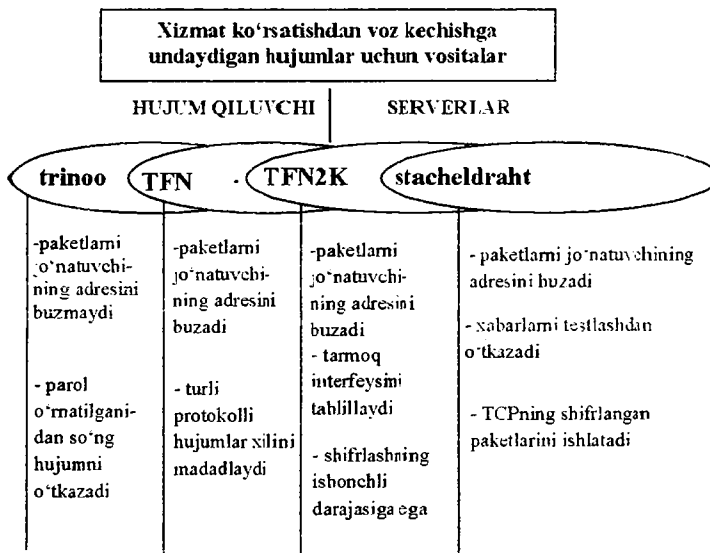 Xizmat ko‘rsatishdan voz kechishga
undaydigan hujumlar uchun vositalar
HUJUM QILUVCHI SERVERLAR
trinoo TFN - TFN2K stacheldraht
-paketlarni
jo‘natuvchi-
ning adresini
buzmaydi
- parol
o‘rnatilgani-
dan so‘ng
hujumni
o‘tkazadi
-paketlarni
jo‘natuvchi-
ning adresini
buzadi
- turli
protokolli
hujumlar xilini
madadlaydi
-paketlarni
jo‘natuvchi-
ning adresini
buzadi
- tarmoq
interfeysini
tahlillaydi
-shifrlashning
ishonchli
darajasiga ega
- paketlarni jo‘natuvchining
adresini buzadi
- xabarlarni testlashdan
o‘tkazadi
- TCPning shifrlangan
paketlarini ishlatadi